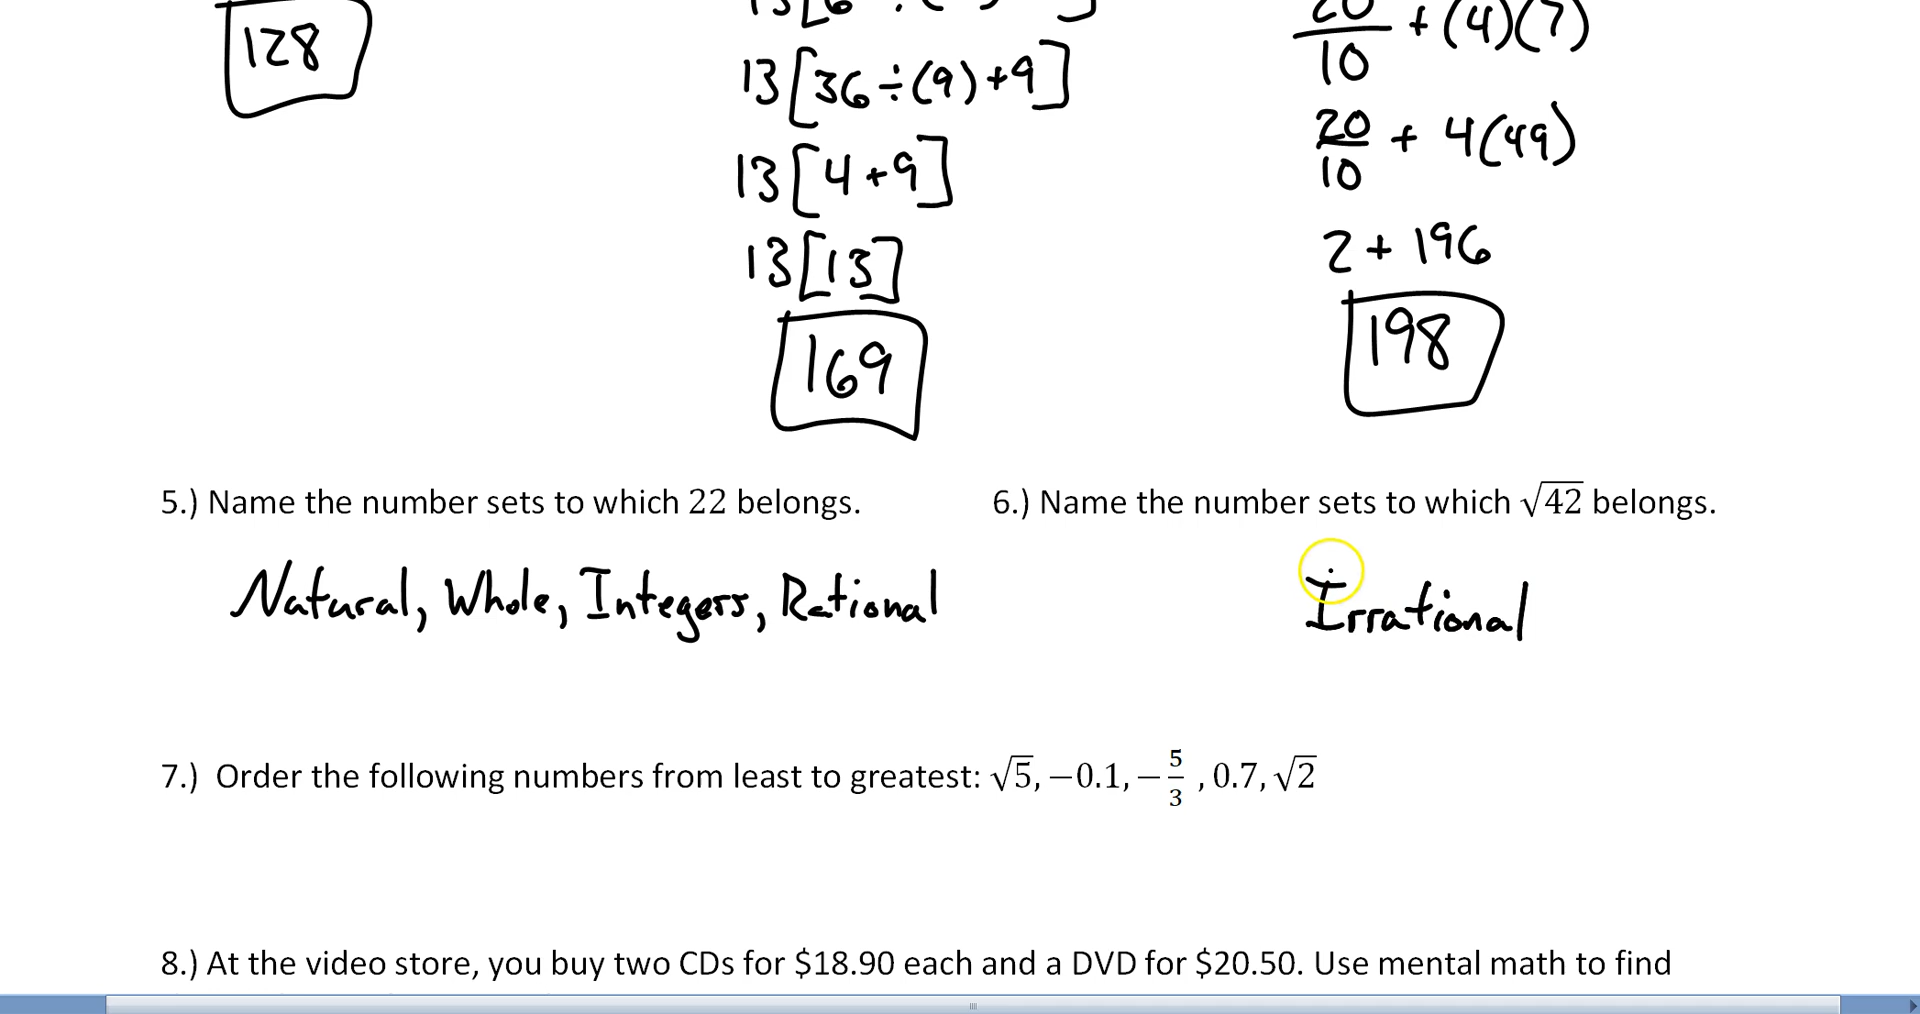 128
13[36÷(9)+9]
13[4+9]
13[13]
169
20/10 + (4)(7)
20/10 + 4(49)
2 + 196
198
5.) Name the number sets to which 22 belongs.
Natural, Whole, Integers, Rational
6.) Name the number sets to which √42 belongs.
Irrational
7.) Order the following numbers from least to greatest: √5, −0.1, −5/3 , 0.7, √2
8.) At the video store, you buy two CDs for $18.90 each and a DVD for $20.50. Use mental math to find